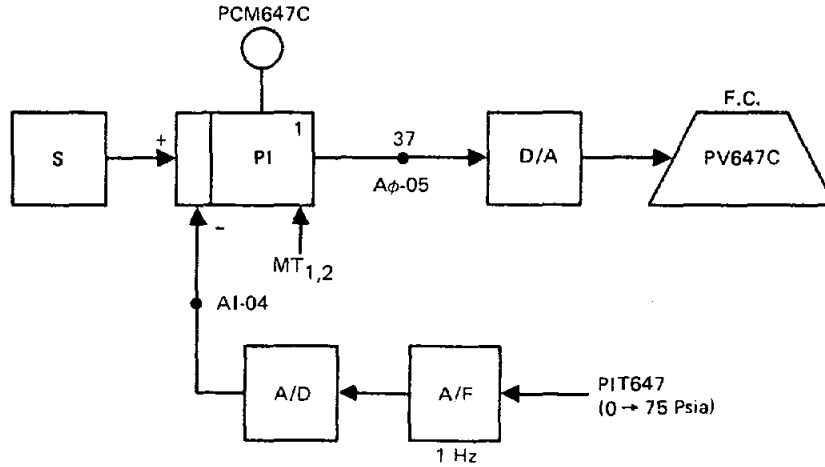 PCM647C
F.C.
S
+
1
PI
37
Aϕ-05
D/A
PV647C
-
MT1,2
AI-04
A/D
A/F
1 Hz
PIT647
(0 → 75 Psia)